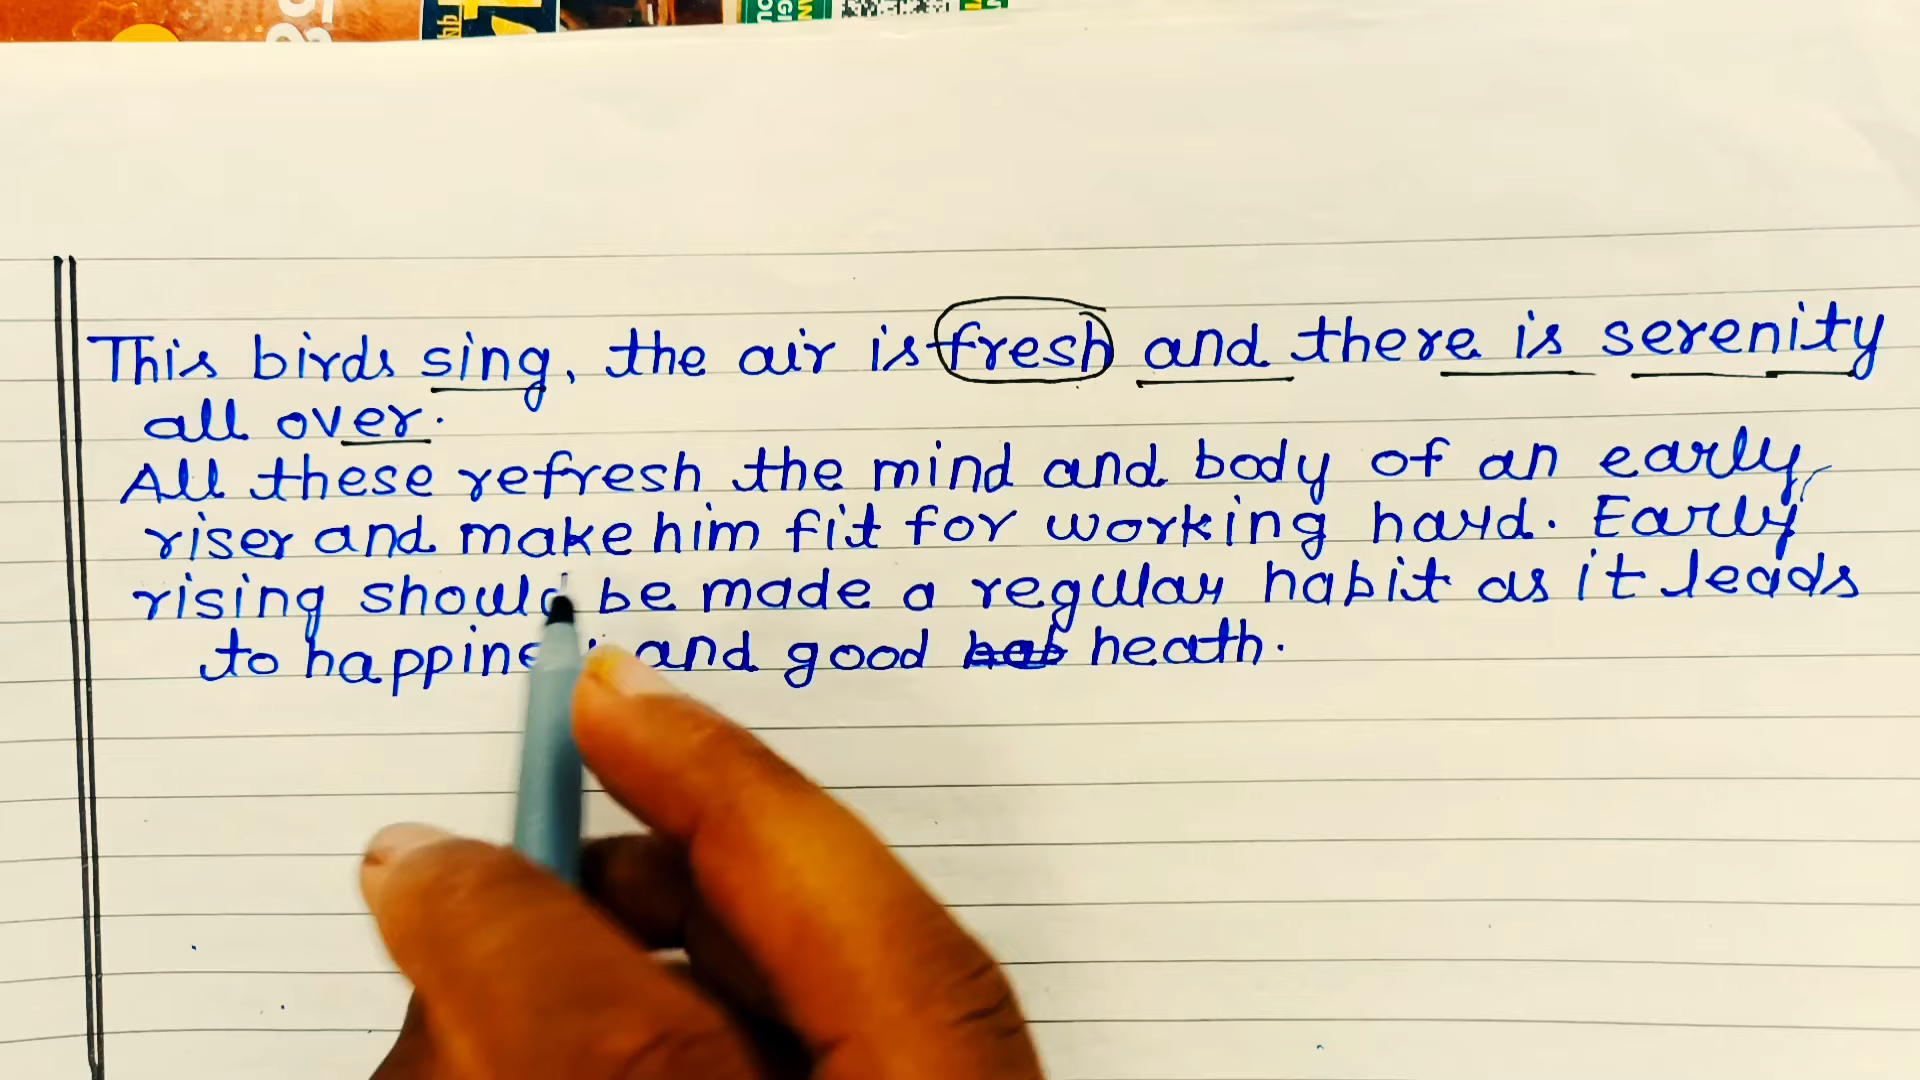 This birds sing, the air is fresh and there is serenity
all over.
All these refresh the mind and body of an early
riser and make him fit for working hard. Early
rising should be made a regular habit as it leads
to and good heath.